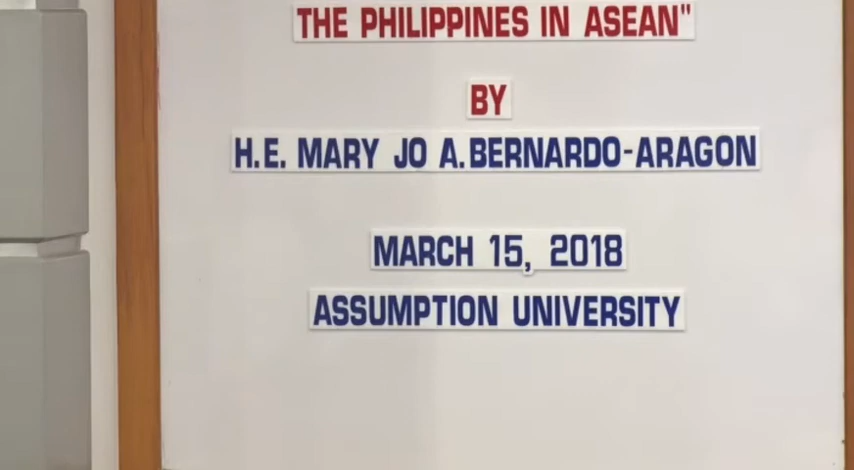 THE PHILIPPINES IN ASEAN"
BY
H.E. MARY JO A. BERNARDO-ARAGON
MARCH 15, 2018
ASSUMPTION UNIVERSITY